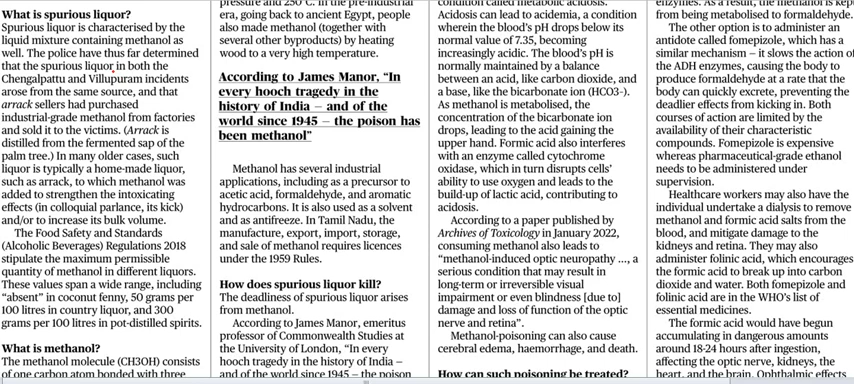 What is spurious liquor?
Spurious liquor is characterised by the
liquid mixture containing methanol as
well. The police have thus far determined
that the spurious liquor in both the
Chengalpattu and Villupuram incidents
arose from the same source, and that
arrack sellers had purchased
industrial-grade methanol from factories
and sold it to the victims. (Arrack is
distilled from the fermented sap of the
palm tree.) In many older cases, such
liquor is typically a home-made liquor,
such as arrack, to which methanol was
added to strengthen the intoxicating
effects (in colloquial parlance, its kick)
and/or to increase its bulk volume.
The Food Safety and Standards
(Alcoholic Beverages) Regulations 2018
stipulate the maximum permissible
quantity of methanol in different liquors.
These values span a wide range, including
“absent” in coconut fenny, 50 grams per
100 litres in country liquor, and 300
grams per 100 litres in pot-distilled spirits.
What is methanol?
The methanol molecule (CH3OH) consists
of one carbon atom bonded with three
pressure and 250°C. In the pre-industrial
era, going back to ancient Egypt, people
also made methanol (together with
several other byproducts) by heating
wood to a very high temperature.
According to James Manor, “In
every hooch tragedy in the
history of India – and of the
world since 1945 – the poison has
been methanol”
Methanol has several industrial
applications, including as a precursor to
acetic acid, formaldehyde, and aromatic
hydrocarbons. It is also used as a solvent
and as antifreeze. In Tamil Nadu, the
manufacture, export, import, storage,
and sale of methanol requires licences
under the 1959 Rules.
How does spurious liquor kill?
The deadliness of spurious liquor arises
from methanol.
According to James Manor, emeritus
professor of Commonwealth Studies at
the University of London, “In every
hooch tragedy in the history of India –
and of the world since 1945 – the poison
condition called metabolic acidosis.
Acidosis can lead to acidemia, a condition
wherein the blood’s pH drops below its
normal value of 7.35, becoming
increasingly acidic. The blood’s pH is
normally maintained by a balance
between an acid, like carbon dioxide, and
a base, like the bicarbonate ion (HCO3-).
As methanol is metabolised, the
concentration of the bicarbonate ion
drops, leading to the acid gaining the
upper hand. Formic acid also interferes
with an enzyme called cytochrome
oxidase, which in turn disrupts cells’
ability to use oxygen and leads to the
build-up of lactic acid, contributing to
acidosis.
According to a paper published by
Archives of Toxicology in January 2022,
consuming methanol also leads to
“methanol-induced optic neuropathy ..., a
serious condition that may result in
long-term or irreversible visual
impairment or even blindness [due to]
damage and loss of function of the optic
nerve and retina”.
Methanol-poisoning can also cause
cerebral edema, haemorrhage, and death.
How can such poisoning be treated?
enzymes. As a result, the methanol is kept
from being metabolised to formaldehyde.
The other option is to administer an
antidote called fomepizole, which has a
similar mechanism – it slows the action of
the ADH enzymes, causing the body to
produce formaldehyde at a rate that the
body can quickly excrete, preventing the
deadlier effects from kicking in. Both
courses of action are limited by the
availability of their characteristic
compounds. Fomepizole is expensive
whereas pharmaceutical-grade ethanol
needs to be administered under
supervision.
Healthcare workers may also have the
individual undertake a dialysis to remove
methanol and formic acid salts from the
blood, and mitigate damage to the
kidneys and retina. They may also
administer folinic acid, which encourages
the formic acid to break up into carbon
dioxide and water. Both fomepizole and
folinic acid are in the WHO’s list of
essential medicines.
The formic acid would have begun
accumulating in dangerous amounts
around 18-24 hours after ingestion,
affecting the optic nerve, kidneys, the
heart, and the brain. Ophthalmic effects